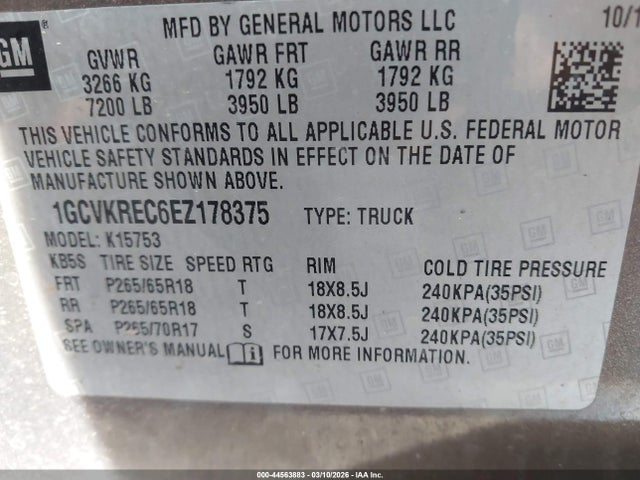 GM
MFD BY GENERAL MOTORS LLC 10/1
GVWR GAWR FRT GAWR RR
3266 KG 1792 KG 1792 KG
7200 LB 3950 LB 3950 LB
THIS VEHICLE CONFORMS TO ALL APPLICABLE U.S. FEDERAL MOTOR
VEHICLE SAFETY STANDARDS IN EFFECT ON THE DATE OF
MANUFACTURE SHOWN ABOVE.
1GCVKREC6EZ178375 TYPE: TRUCK
MODEL: K15753
KB5S TIRE SIZE SPEED RTG RIM COLD TIRE PRESSURE
FRT P265/65R18 T 18X8.5J 240KPA(35PSI)
RR P265/65R18 T 18X8.5J 240KPA(35PSI)
SPA P265/70R17 S 17X7.5J 240KPA(35PSI)
SEE OWNER'S MANUAL FOR MORE INFORMATION.
000-44563883 — 03/10/2026 — IAA Inc.